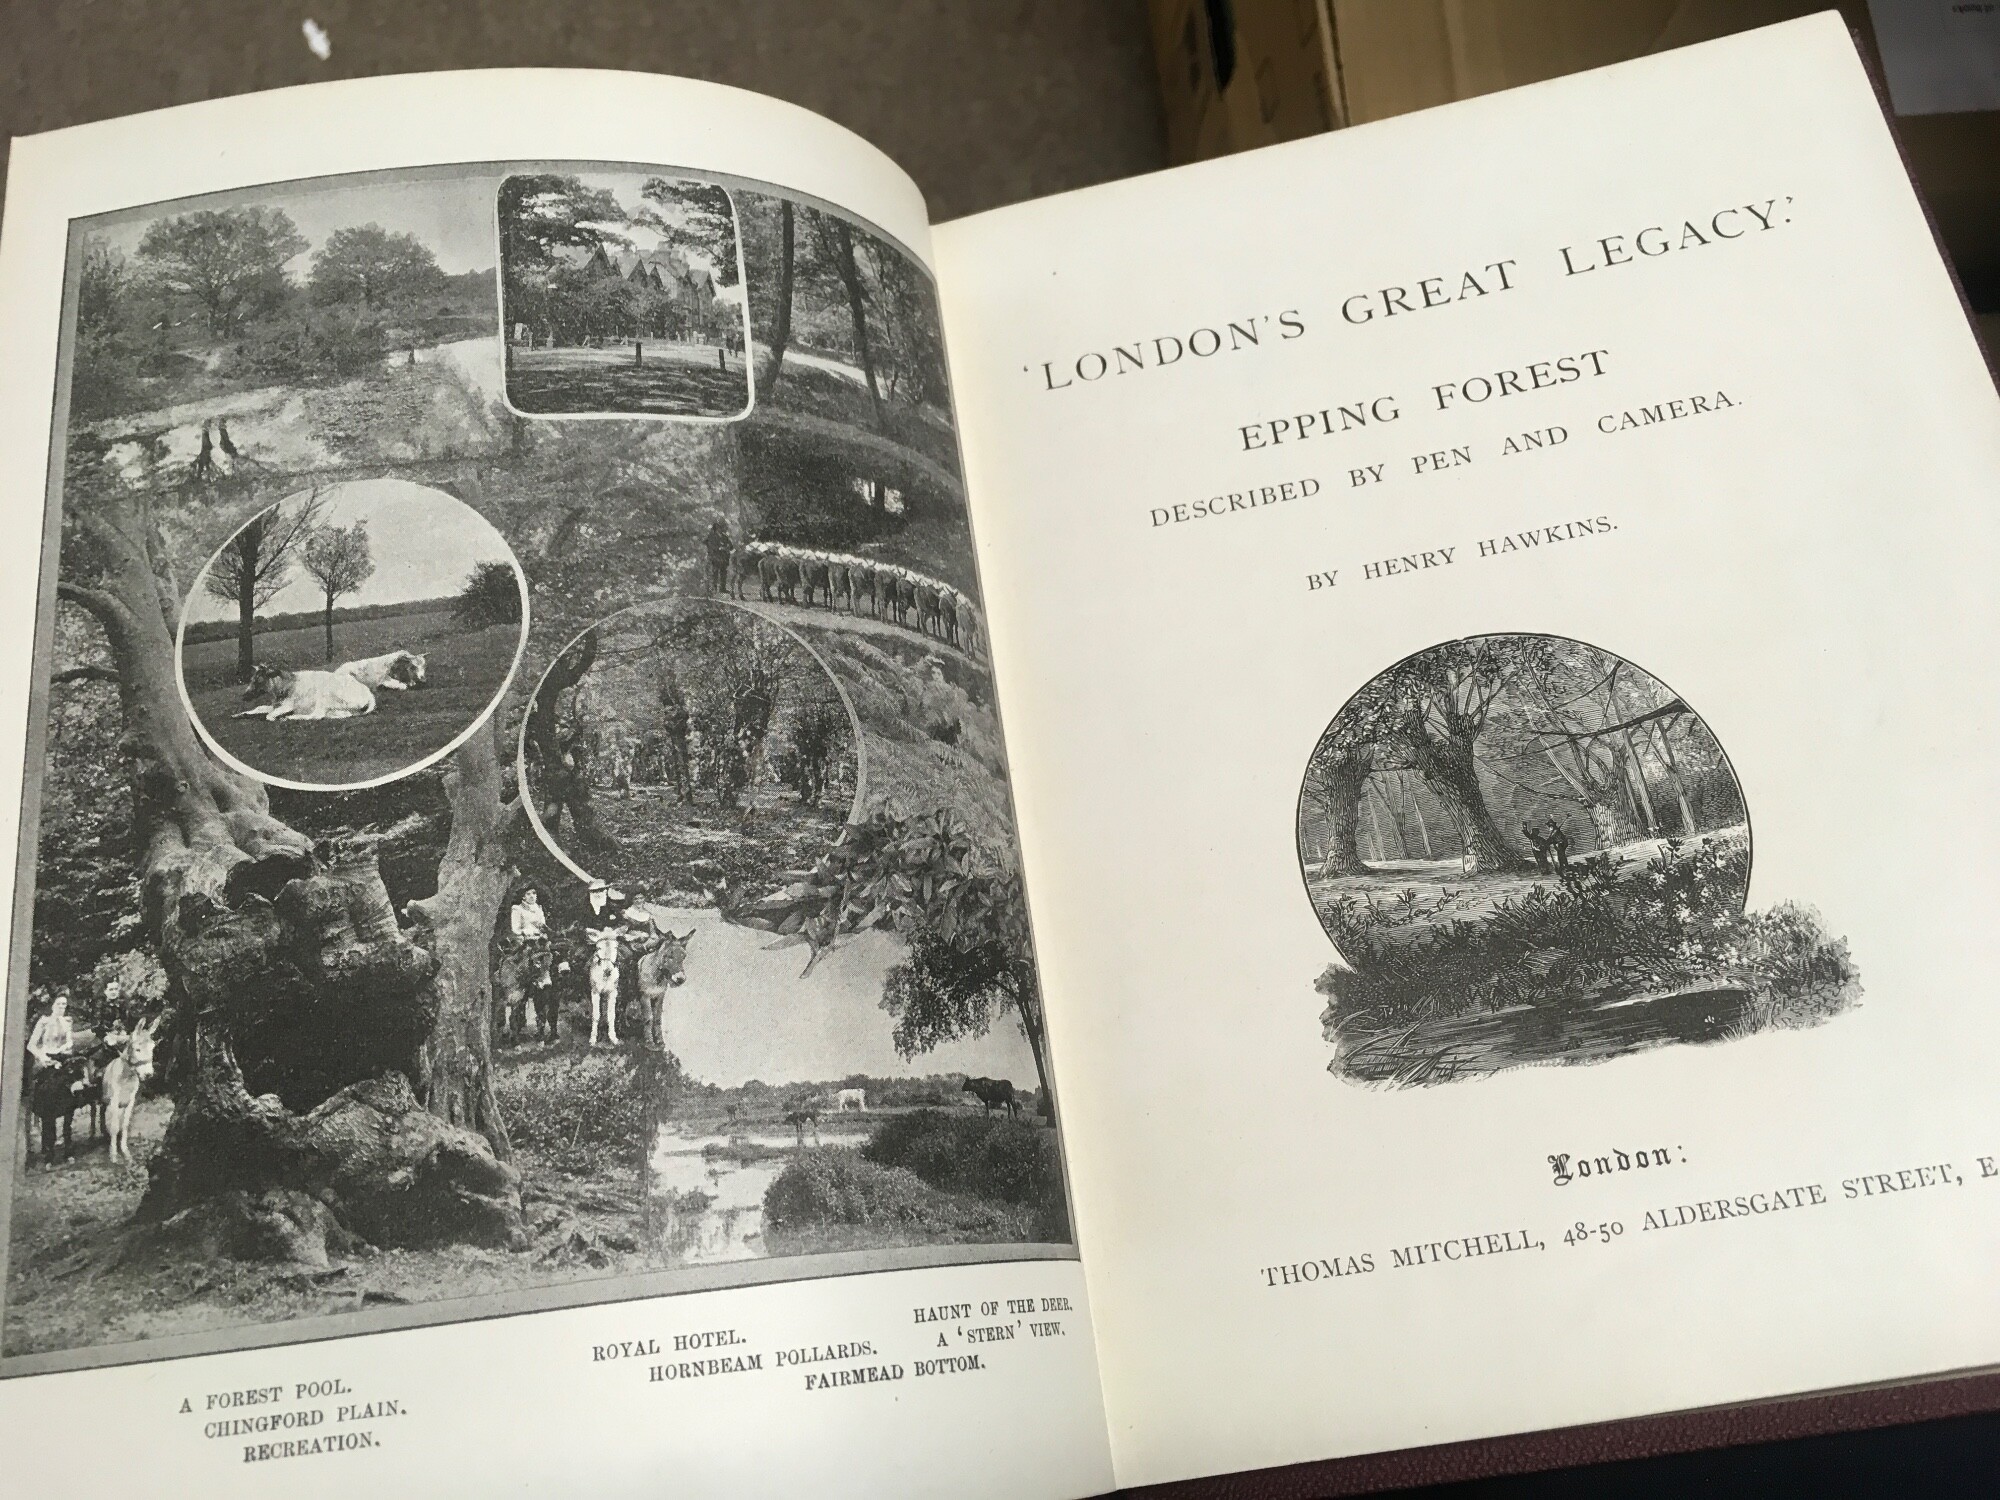 A FOREST POOL.
CHINGFORD PLAIN.
RECREATION.
ROYAL HOTEL.
HORNBEAM POLLARDS.
FAIRMEAD BOTTOM.
HAUNT OF THE DEER.
A 'STERN' VIEW.
'LONDON'S GREAT LEGACY.'
EPPING FOREST
DESCRIBED BY PEN AND CAMERA.
BY HENRY HAWKINS.
London:
THOMAS MITCHELL, 48-50 ALDERSGATE STREET, E